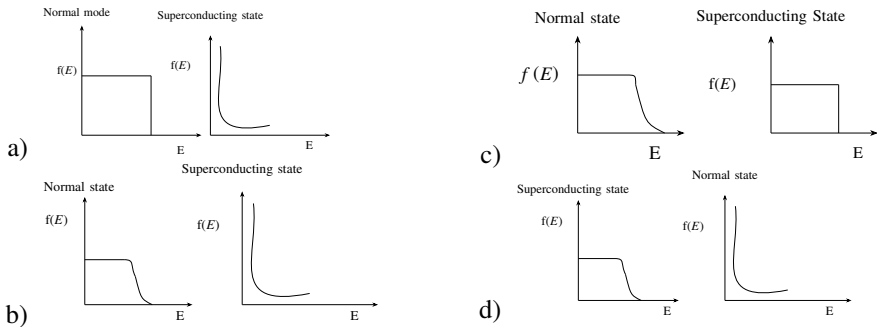 Normal mode
Superconducting state
f(E)
f(E)
E
E
a)
Normal state
Superconducting state
f(E)
f(E)
E
E
b)
Normal state
Superconducting State
f(E)
f(E)
E
E
c)
Superconducting state
Normal state
f(E)
f(E)
E
E
d)